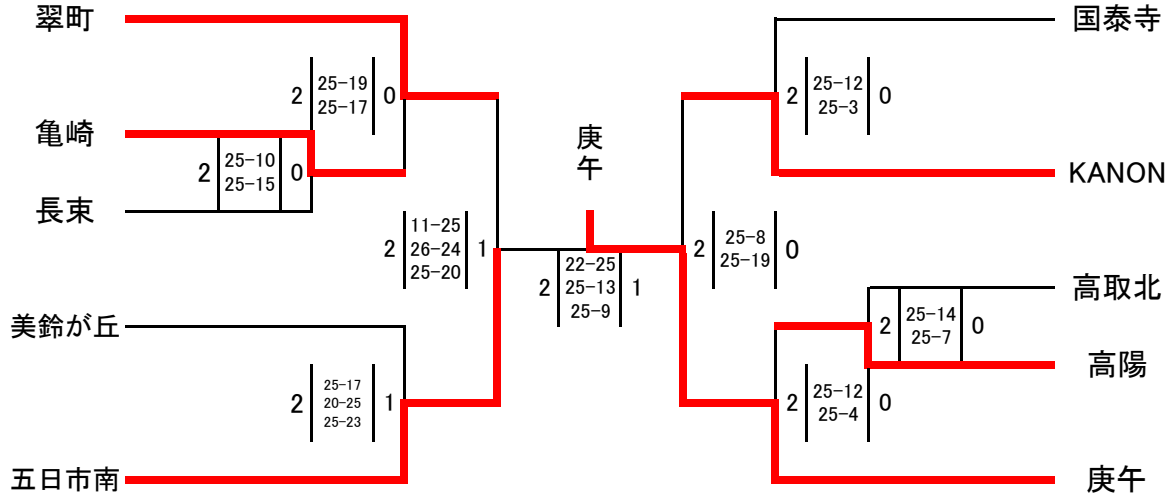 翠町
2 25-19 0
25-17
亀崎
2 25-10 0
25-15
長束
11-25
2 26-24 1
25-20
美鈴が丘
25-17
2 20-25 1
25-23
五日市南
庚午
22-25
2 25-13 1
25-9
国泰寺
2 25-12 0
25-3
KANON
2 25-8 0
25-19
高取北
2 25-14 0
25-7
高陽
2 25-12 0
25-4
庚午